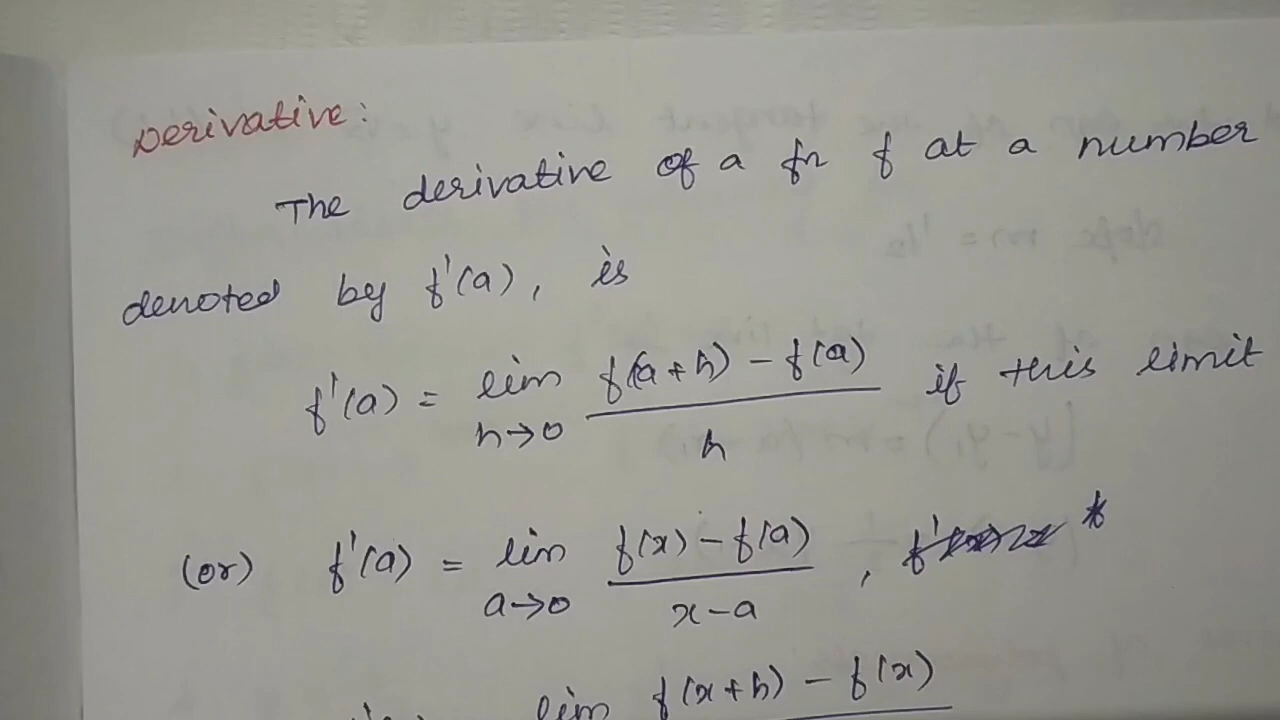 Derivative:
The derivative of a fn f at a number
denoted by f'(a), is
f'(a) = lim h→0 f(a+h) - f(a) / h if this limit
(or) f'(a) = lim a→0 f(x) - f(a) / x-a ,
lim f(x+h) - f(x)